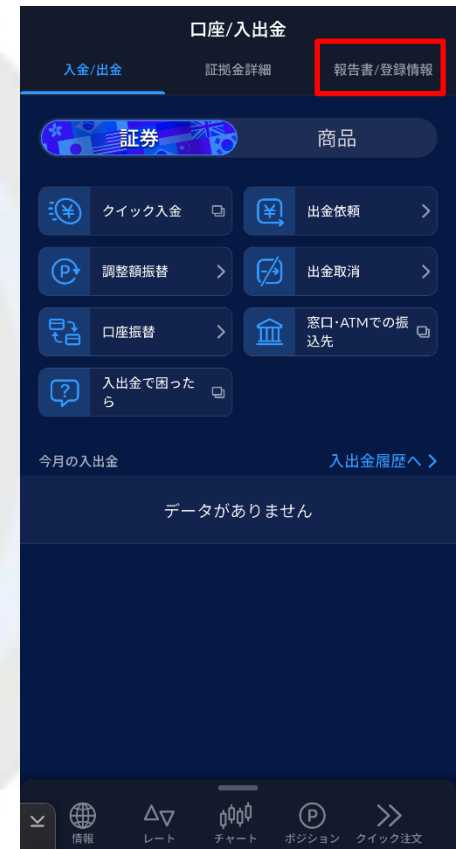 口座/入出金
入金/出金
証拠金詳細
報告書/登録情報
証券
商品
クイック入金
出金依頼
調整額振替
出金取消
口座振替
窓口･ATMでの振
込先
入出金で困った
ら
今月の入出金
入出金履歴へ
データがありません
情報
レート
チャート
ポジション
クイック注文